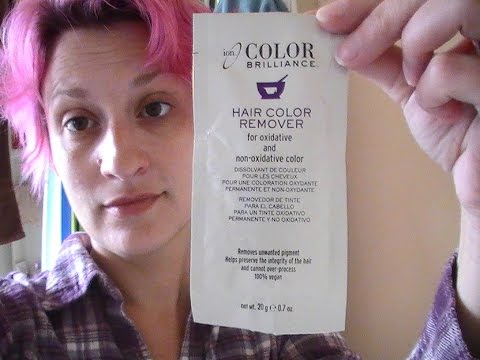 ion COLOR
BRILLIANCE
HAIR COLOR
REMOVER
for oxidative
and
non-oxidative color
DISSOLVANT DE COULEUR
POUR LES CHEVEUX
POUR UNE COLORATION OXYDANTE
PERMANENTE ET NON-OXYDANTE
REMOVEDOR DE TINTE
PARA EL CABELLO
PARA UN TINTE OXIDATIVO
PERMANENTE Y NO OXIDATIVO
Removes unwanted pigment
Helps preserve the integrity of the hair
and cannot over-process
100% vegan
net wt. 20 g ℮ 0.7 oz.